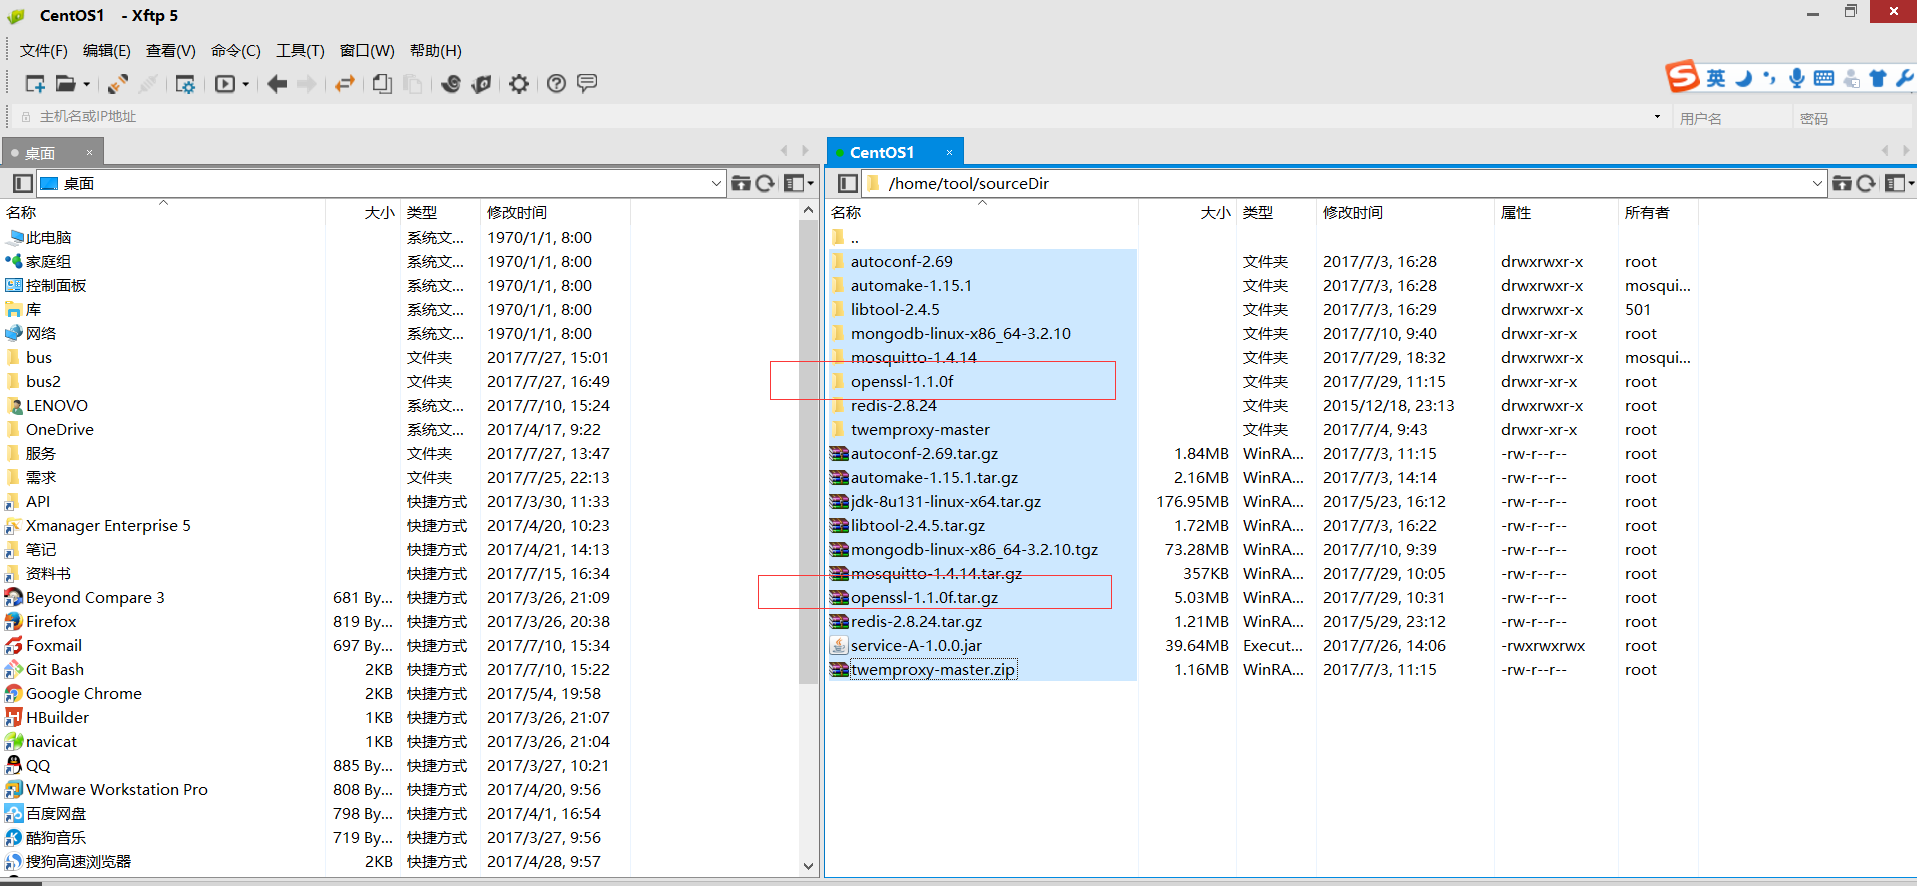 CentOS1 - Xftp 5
文件(F) 编辑(E) 查看(V) 命令(C) 工具(T) 窗口(W) 帮助(H)
英
主机名或IP地址 用户名 密码
桌面 × CentOS1 ×
桌面 /home/tool/sourceDir
名称 大小 类型 修改时间
此电脑 系统文... 1970/1/1, 8:00
家庭组 系统文... 1970/1/1, 8:00
控制面板 系统文... 1970/1/1, 8:00
库 系统文... 1970/1/1, 8:00
网络 系统文... 1970/1/1, 8:00
bus 文件夹 2017/7/27, 15:01
bus2 文件夹 2017/7/27, 16:49
LENOVO 系统文... 2017/7/10, 15:24
OneDrive 系统文... 2017/4/17, 9:22
服务 文件夹 2017/7/27, 13:47
需求 文件夹 2017/7/25, 22:13
API 快捷方式 2017/3/30, 11:33
Xmanager Enterprise 5 快捷方式 2017/4/20, 10:23
笔记 快捷方式 2017/4/21, 14:13
资料书 快捷方式 2017/7/15, 16:34
Beyond Compare 3 681 By... 快捷方式 2017/3/26, 21:09
Firefox 819 By... 快捷方式 2017/3/26, 20:38
Foxmail 697 By... 快捷方式 2017/7/10, 15:34
Git Bash 2KB 快捷方式 2017/7/10, 15:22
Google Chrome 2KB 快捷方式 2017/5/4, 19:58
HBuilder 1KB 快捷方式 2017/3/26, 21:07
navicat 1KB 快捷方式 2017/3/26, 21:04
QQ 885 By... 快捷方式 2017/3/27, 10:21
VMware Workstation Pro 808 By... 快捷方式 2017/4/20, 9:56
百度网盘 798 By... 快捷方式 2017/4/1, 16:54
酷狗音乐 719 By... 快捷方式 2017/3/27, 9:56
搜狗高速浏览器 2KB 快捷方式 2017/4/28, 9:57
名称 大小 类型 修改时间 属性 所有者
..
autoconf-2.69 文件夹 2017/7/3, 16:28 drwxrwxr-x root
automake-1.15.1 文件夹 2017/7/3, 16:28 drwxrwxr-x mosqui...
libtool-2.4.5 文件夹 2017/7/3, 16:29 drwxrwxr-x 501
mongodb-linux-x86_64-3.2.10 文件夹 2017/7/10, 9:40 drwxr-xr-x root
mosquitto-1.4.14 文件夹 2017/7/29, 18:32 drwxrwxr-x mosqui...
openssl-1.1.0f 文件夹 2017/7/29, 11:15 drwxr-xr-x root
redis-2.8.24 文件夹 2015/12/18, 23:13 drwxrwxr-x root
twemproxy-master 文件夹 2017/7/4, 9:43 drwxr-xr-x root
autoconf-2.69.tar.gz 1.84MB WinRA... 2017/7/3, 11:15 -rw-r--r-- root
automake-1.15.1.tar.gz 2.16MB WinRA... 2017/7/3, 14:14 -rw-r--r-- root
jdk-8u131-linux-x64.tar.gz 176.95MB WinRA... 2017/5/23, 16:12 -rw-r--r-- root
libtool-2.4.5.tar.gz 1.72MB WinRA... 2017/7/3, 16:22 -rw-r--r-- root
mongodb-linux-x86_64-3.2.10.tgz 73.28MB WinRA... 2017/7/10, 9:39 -rw-r--r-- root
mosquitto-1.4.14.tar.gz 357KB WinRA... 2017/7/29, 10:05 -rw-r--r-- root
openssl-1.1.0f.tar.gz 5.03MB WinRA... 2017/7/29, 10:31 -rw-r--r-- root
redis-2.8.24.tar.gz 1.21MB WinRA... 2017/5/29, 23:12 -rw-r--r-- root
service-A-1.0.0.jar 39.64MB Execut... 2017/7/26, 14:06 -rwxrwxrwx root
twemproxy-master.zip 1.16MB WinRA... 2017/7/3, 11:15 -rw-r--r-- root